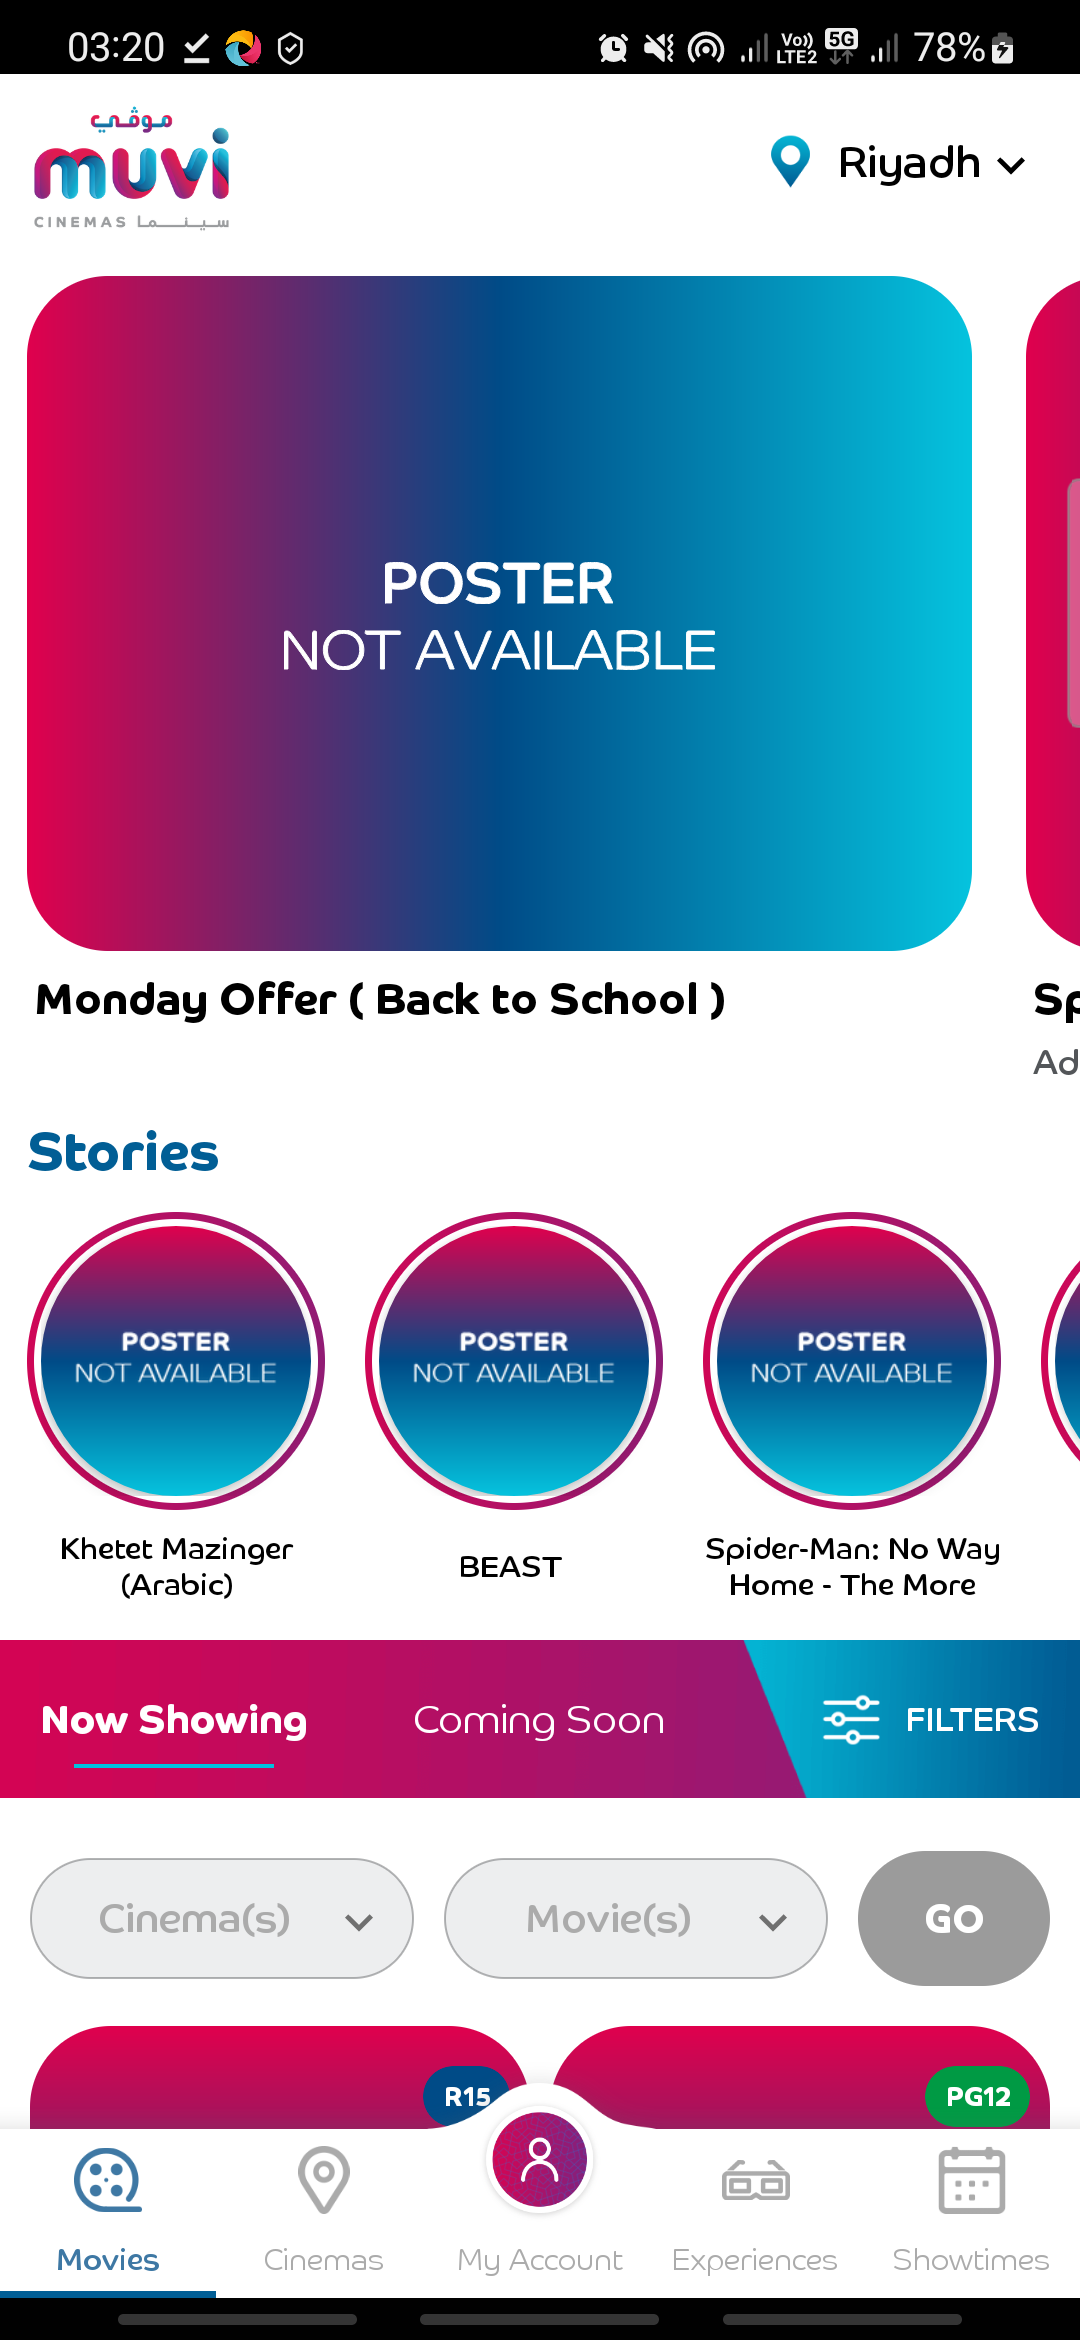 03:20
Vo))
LTE2
5G
78%
موڤي
muvi
CINEMAS سينما
Riyadh
POSTER
NOT AVAILABLE
Monday Offer ( Back to School )
Sp
Ad
Stories
POSTER
NOT AVAILABLE
POSTER
NOT AVAILABLE
POSTER
NOT AVAILABLE
Khetet Mazinger
(Arabic)
BEAST
Spider-Man: No Way
Home - The More
Now Showing
Coming Soon
FILTERS
Cinema(s)
Movie(s)
GO
R15
PG12
Movies
Cinemas
My Account
Experiences
Showtimes